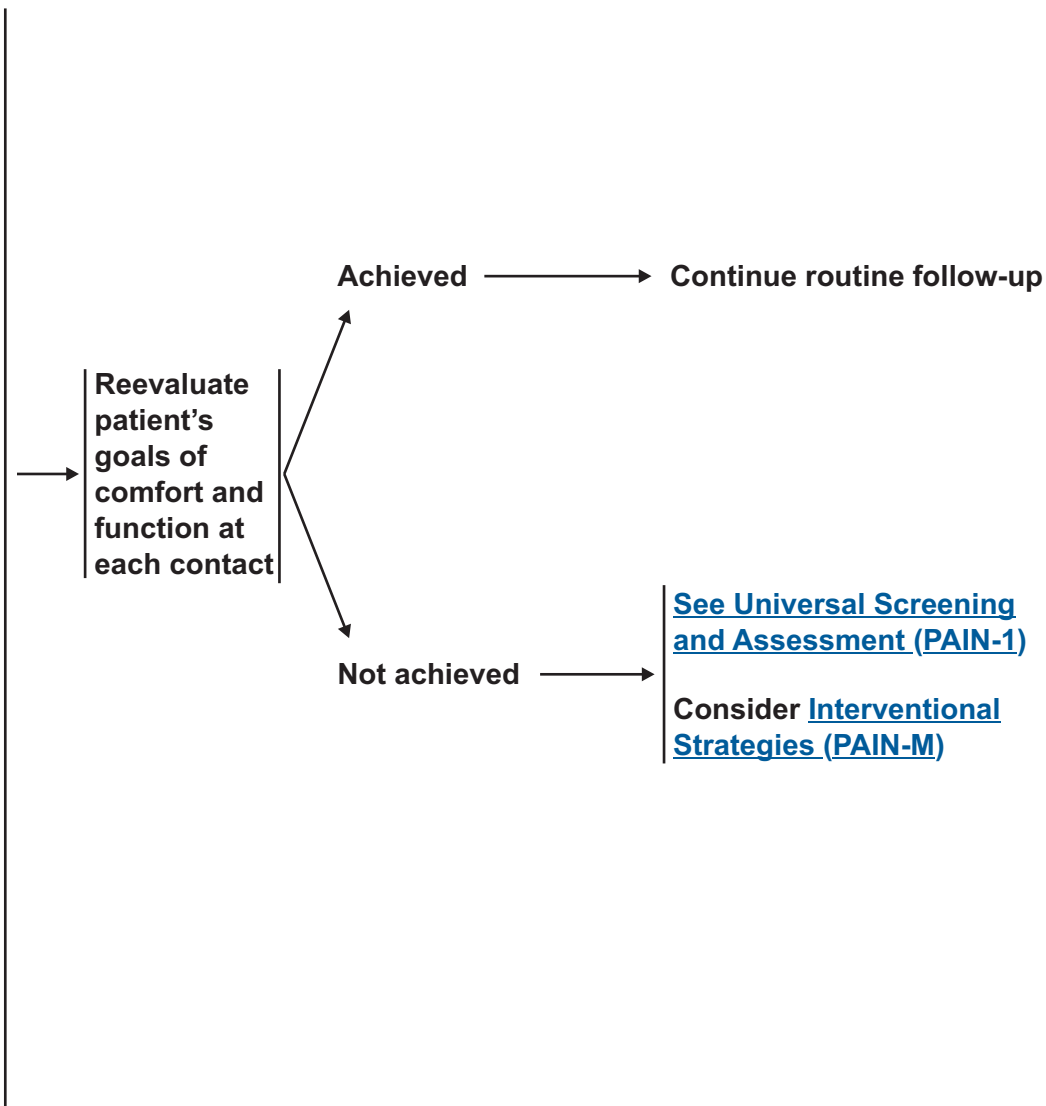 Achieved
Continue routine follow-up
Reevaluate
patient's
goals of
comfort and
function at
each contact
Not achieved
See Universal Screening
and Assessment (PAIN-1)
Consider Interventional
Strategies (PAIN-M)